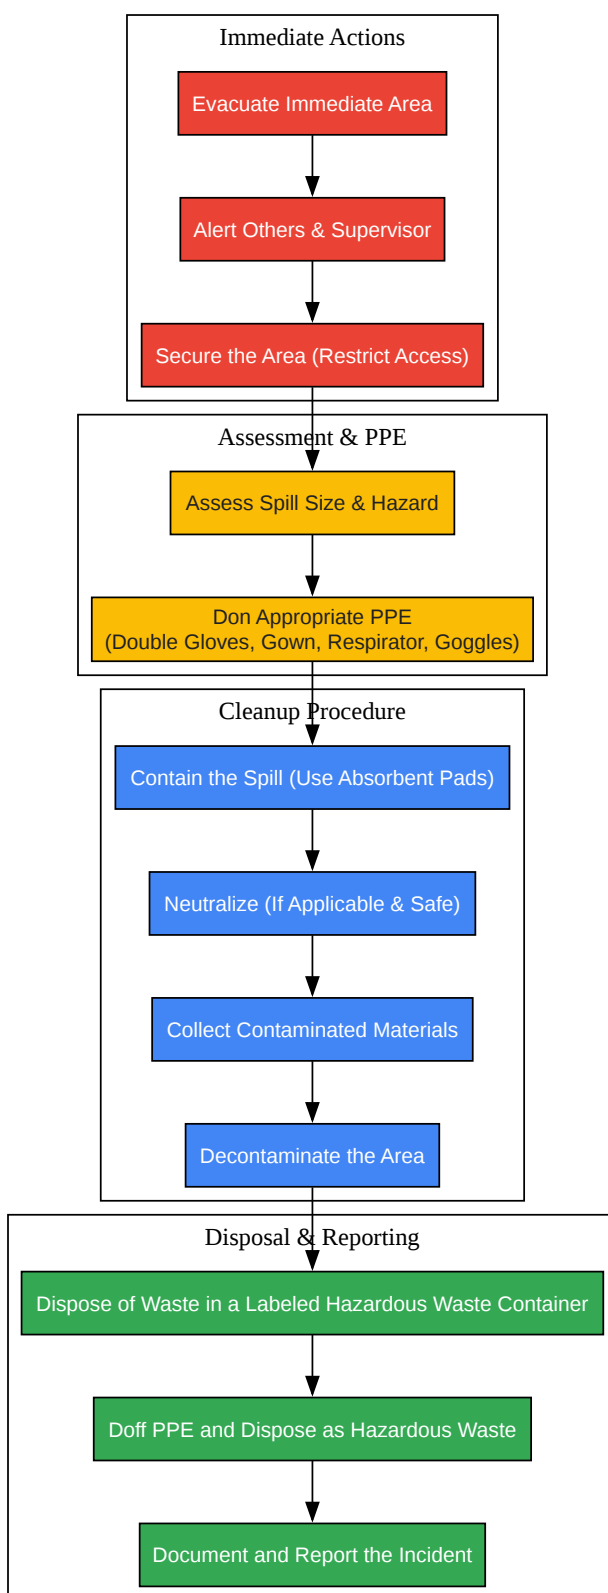 Immediate Actions
Evacuate Immediate Area
Alert Others & Supervisor
Secure the Area (Restrict Access)
Assessment & PPE
Assess Spill Size & Hazard
Don Appropriate PPE
(Double Gloves, Gown, Respirator, Goggles)
Cleanup Procedure
Contain the Spill (Use Absorbent Pads)
Neutralize (If Applicable & Safe)
Collect Contaminated Materials
Decontaminate the Area
Disposal & Reporting
Dispose of Waste in a Labeled Hazardous Waste Container
Doff PPE and Dispose as Hazardous Waste
Document and Report the Incident